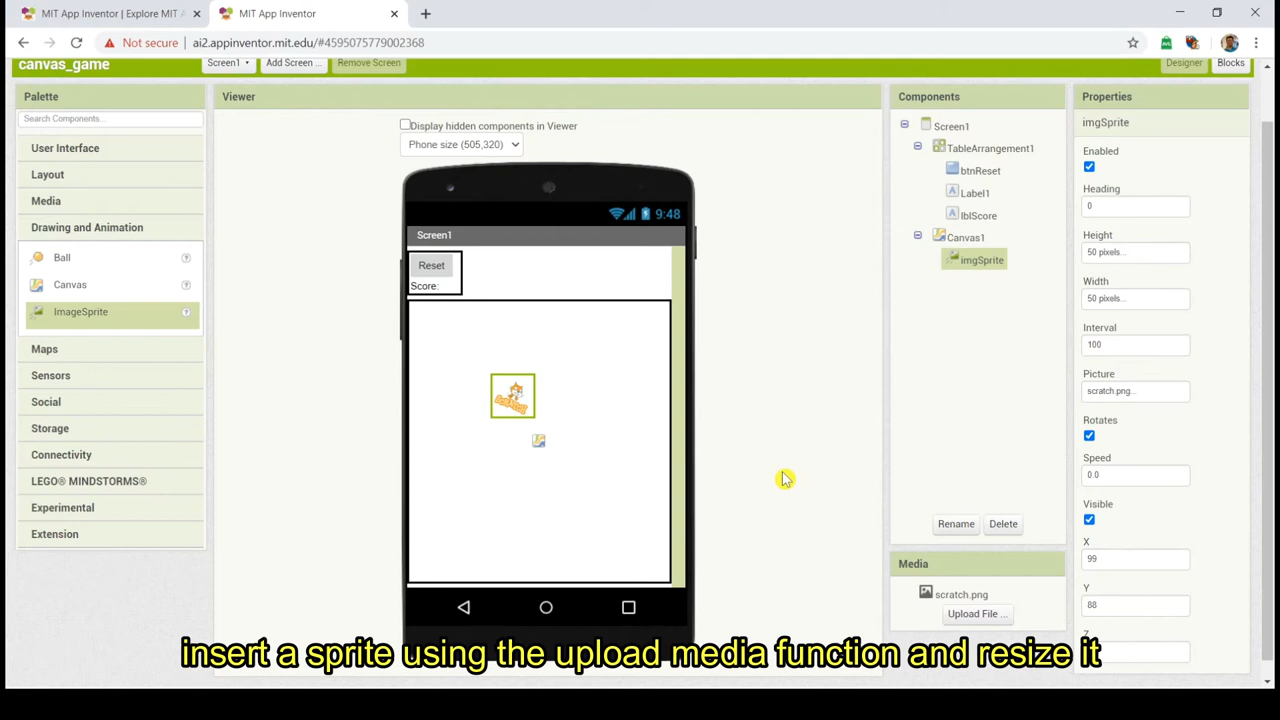 MIT App Inventor | Explore MIT A
MIT App Inventor
Not secure | ai2.appinventor.mit.edu/#4595075779002368
canvas_game
Screen1
Add Screen ...
Remove Screen
Designer
Blocks
Palette
Search Components...
User Interface
Layout
Media
Drawing and Animation
Ball
Canvas
ImageSprite
Maps
Sensors
Social
Storage
Connectivity
LEGO® MINDSTORMS®
Experimental
Extension
Viewer
Display hidden components in Viewer
Phone size (505,320)
9:48
Screen1
Reset
Score:
Components
Screen1
TableArrangement1
btnReset
Label1
lblScore
Canvas1
imgSprite
Rename
Delete
Media
scratch.png
Upload File ...
Properties
imgSprite
Enabled
Heading
0
Height
50 pixels...
Width
50 pixels...
Interval
100
Picture
scratch.png...
Rotates
Speed
0.0
Visible
X
99
Y
88
insert a sprite using the upload media function and resize it